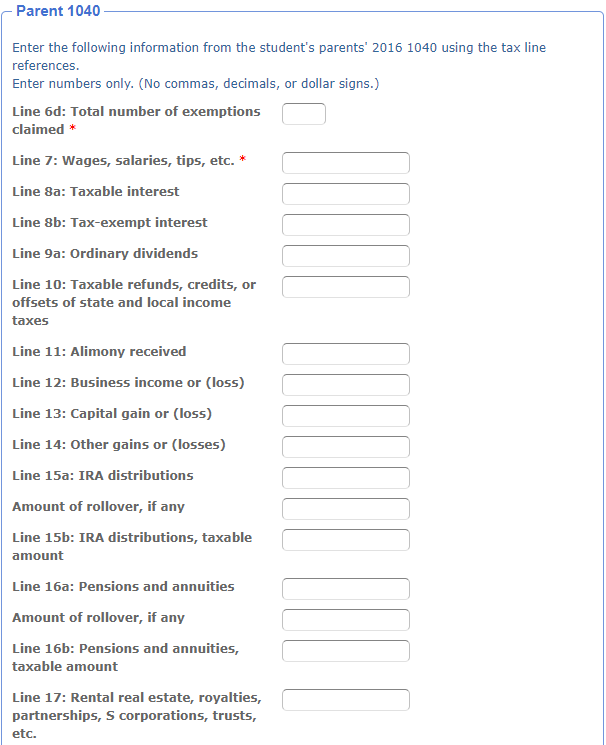 Parent 1040
Enter the following information from the student's parents' 2016 1040 using the tax line
references.
Enter numbers only. (No commas, decimals, or dollar signs.)
Line 6d: Total number of exemptions
claimed *
Line 7: Wages, salaries, tips, etc. *
Line 8a: Taxable interest
Line 8b: Tax-exempt interest
Line 9a: Ordinary dividends
Line 10: Taxable refunds, credits, or
offsets of state and local income
taxes
Line 11: Alimony received
Line 12: Business income or (loss)
Line 13: Capital gain or (loss)
Line 14: Other gains or (losses)
Line 15a: IRA distributions
Amount of rollover, if any
Line 15b: IRA distributions, taxable
amount
Line 16a: Pensions and annuities
Amount of rollover, if any
Line 16b: Pensions and annuities,
taxable amount
Line 17: Rental real estate, royalties,
partnerships, S corporations, trusts,
etc.